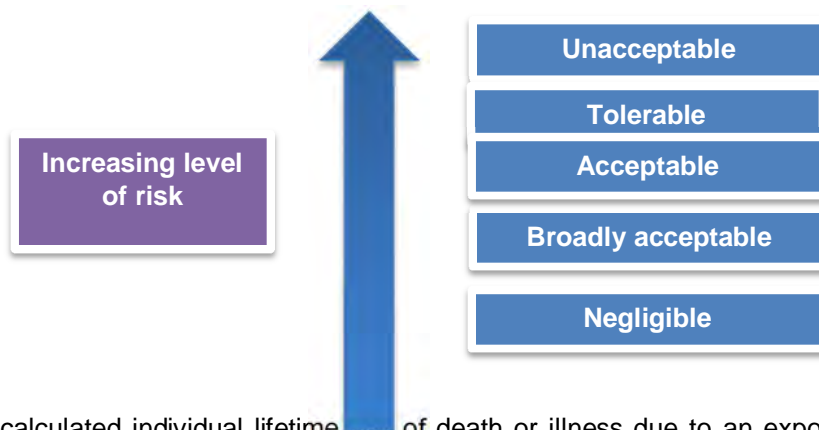 Unacceptable
Tolerable
Increasing level
of risk
Acceptable
Broadly acceptable
Negligible
calculated individual lifetime of death or illness due to an expo